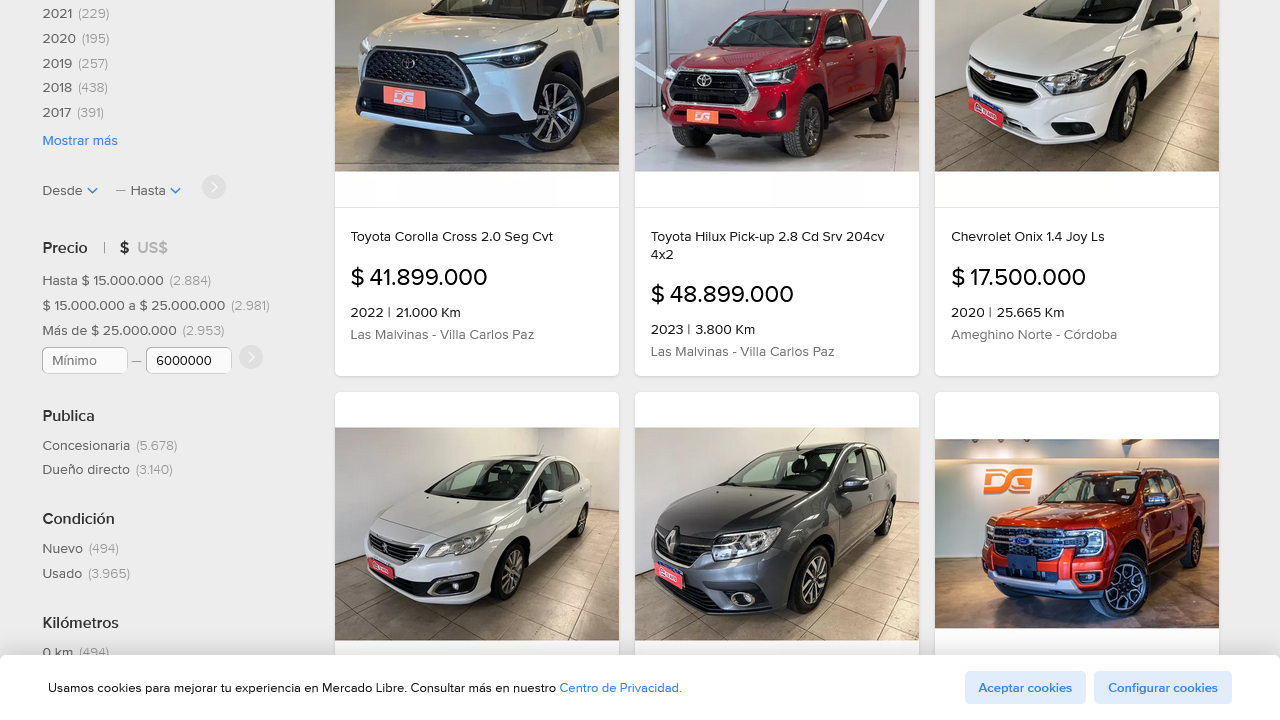 2021 (229)
2020 (195)
2019 (257)
2018 (438)
2017 (391)
Mostrar más
Desde — Hasta
Precio | $ US$
Hasta $ 15.000.000 (2.884)
$ 15.000.000 a $ 25.000.000 (2.981)
Más de $ 25.000.000 (2.953)
Mínimo — 6000000
Publica
Concesionaria (5.678)
Dueño directo (3.140)
Condición
Nuevo (494)
Usado (3.965)
Kilómetros
0 km (494)
DG
Toyota Corolla Cross 2.0 Seg Cvt
$ 41.899.000
2022 | 21.000 Km
Las Malvinas - Villa Carlos Paz
DG
Toyota Hilux Pick-up 2.8 Cd Srv 204cv
4x2
$ 48.899.000
2023 | 3.800 Km
Las Malvinas - Villa Carlos Paz
Chevrolet Onix 1.4 Joy Ls
$ 17.500.000
2020 | 25.665 Km
Ameghino Norte - Córdoba
DG
Usamos cookies para mejorar tu experiencia en Mercado Libre. Consultar más en nuestro Centro de Privacidad.
Aceptar cookies
Configurar cookies